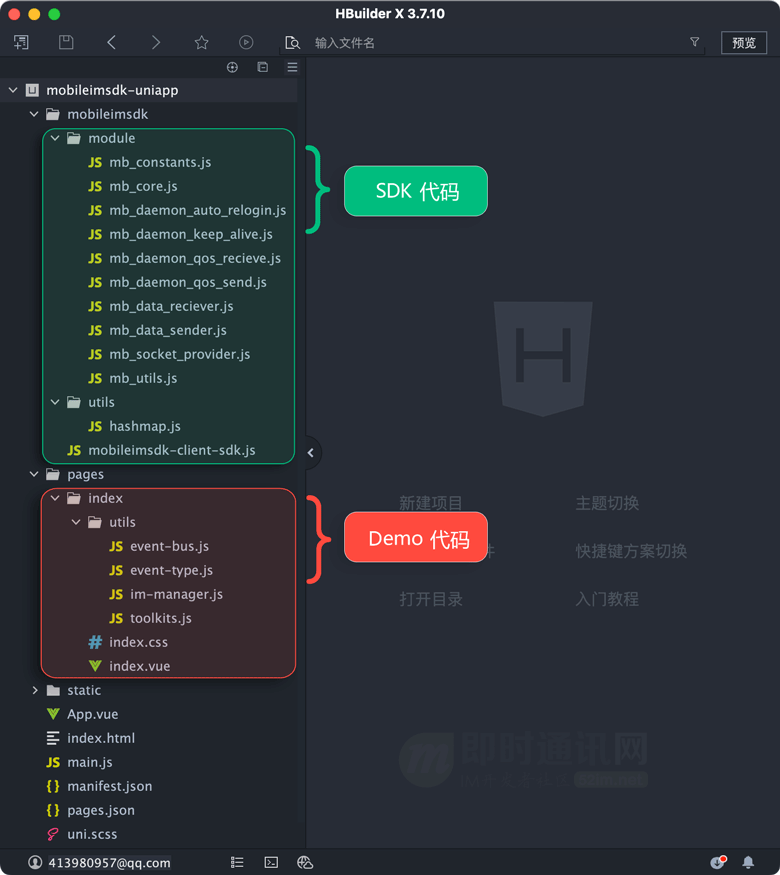 HBuilder X 3.7.10
输入文件名
预览
mobileimsdk-uniapp
mobileimsdk
module
JS mb_constants.js
JS mb_core.js
JS mb_daemon_auto_relogin.js
JS mb_daemon_keep_alive.js
JS mb_daemon_qos_recieve.js
JS mb_daemon_qos_send.js
JS mb_data_reciever.js
JS mb_data_sender.js
JS mb_socket_provider.js
JS mb_utils.js
utils
JS hashmap.js
JS mobileimsdk-client-sdk.js
pages
index
utils
JS event-bus.js
JS event-type.js
JS im-manager.js
JS toolkits.js
# index.css
index.vue
static
App.vue
index.html
JS main.js
{} manifest.json
{} pages.json
uni.scss
413980957@qq.com
SDK 代码
Demo 代码
H
新建项目
主题切换
件
快捷键方案切换
打开目录
入门教程
即时通讯网